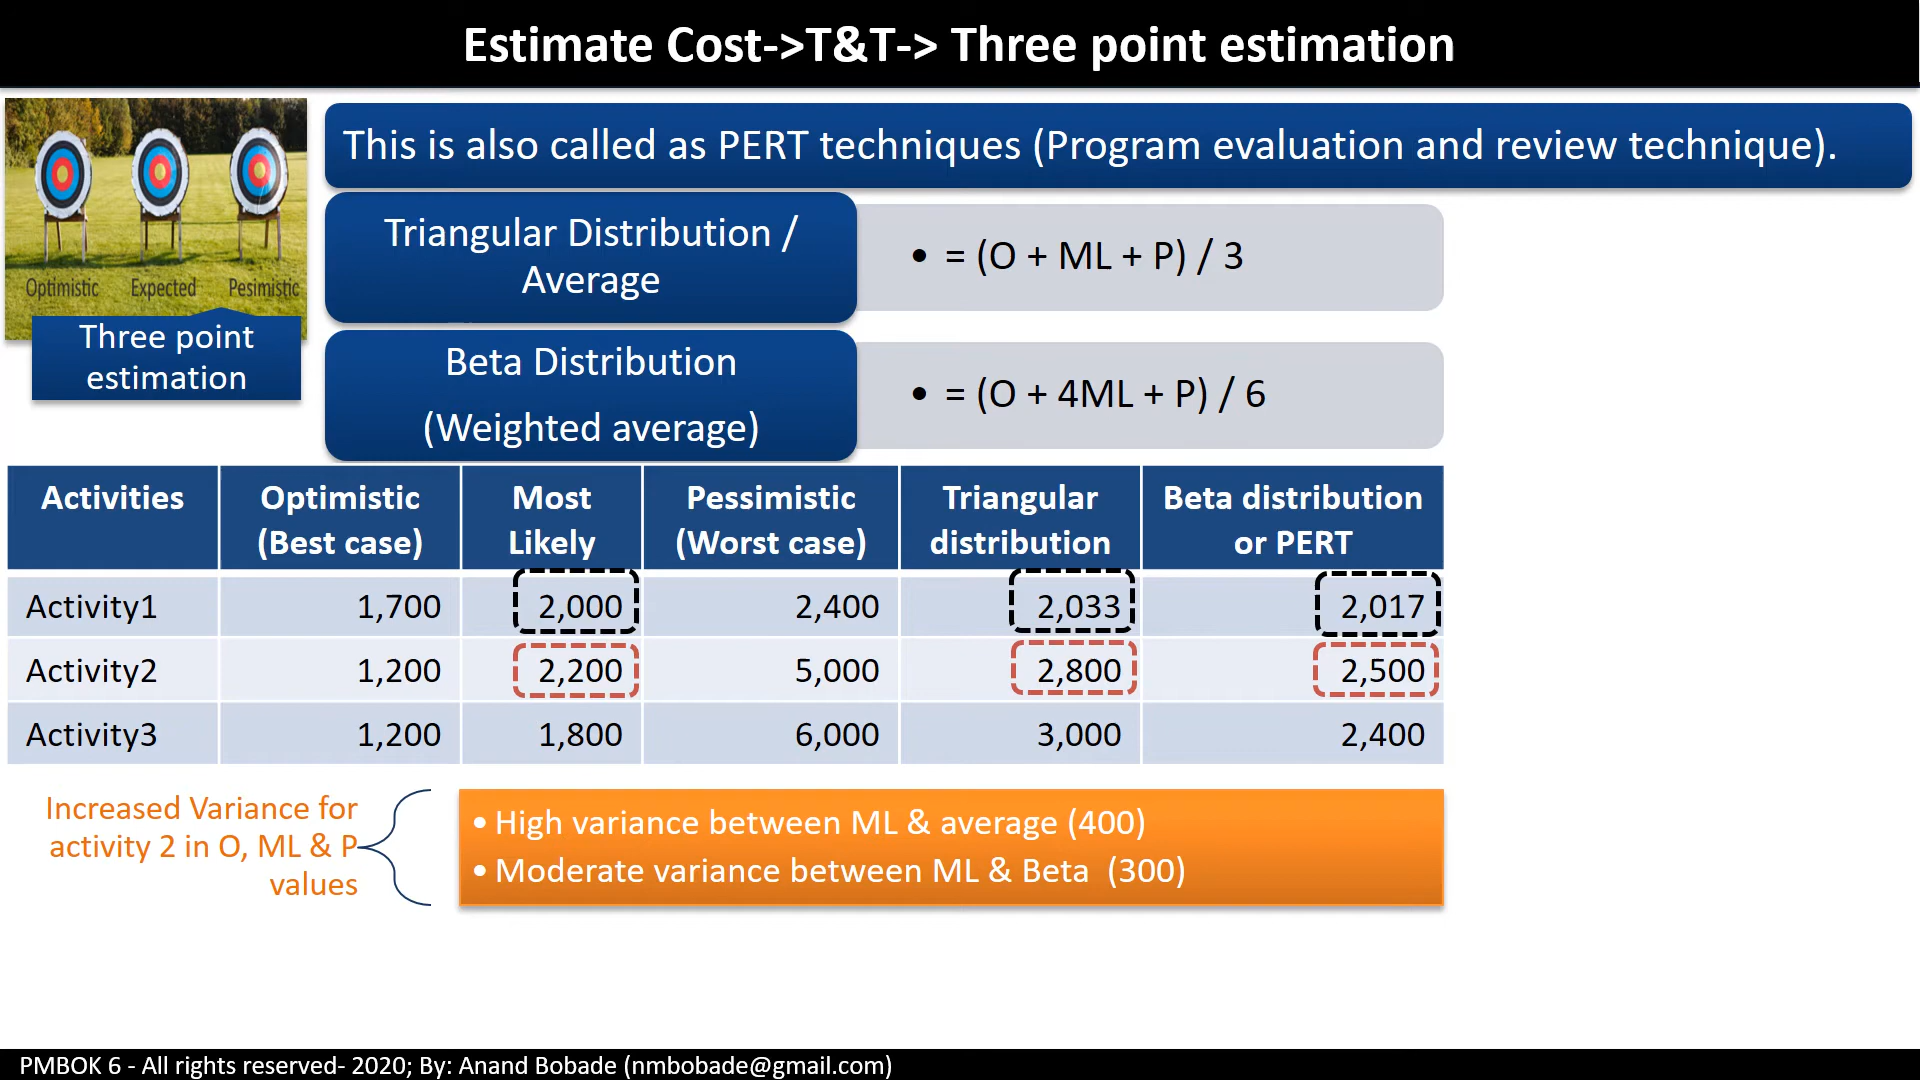 Estimate Cost->T&T-> Three point estimation
This is also called as PERT techniques (Program evaluation and review technique).
Optimistic Expected Pesimistic
Three point
estimation
Triangular Distribution /
Average
• = (O + ML + P) / 3
Beta Distribution
(Weighted average)
• = (O + 4ML + P) / 6
Activities Optimistic (Best case) Most Likely Pessimistic (Worst case) Triangular distribution Beta distribution or PERT
Activity1 1,700 2,000 2,400 2,033 2,017
Activity2 1,200 2,200 5,000 2,800 2,500
Activity3 1,200 1,800 6,000 3,000 2,400
Increased Variance for
activity 2 in O, ML & P
values
• High variance between ML & average (400)
• Moderate variance between ML & Beta (300)
PMBOK 6 - All rights reserved- 2020; By: Anand Bobade (nmbobade@gmail.com)